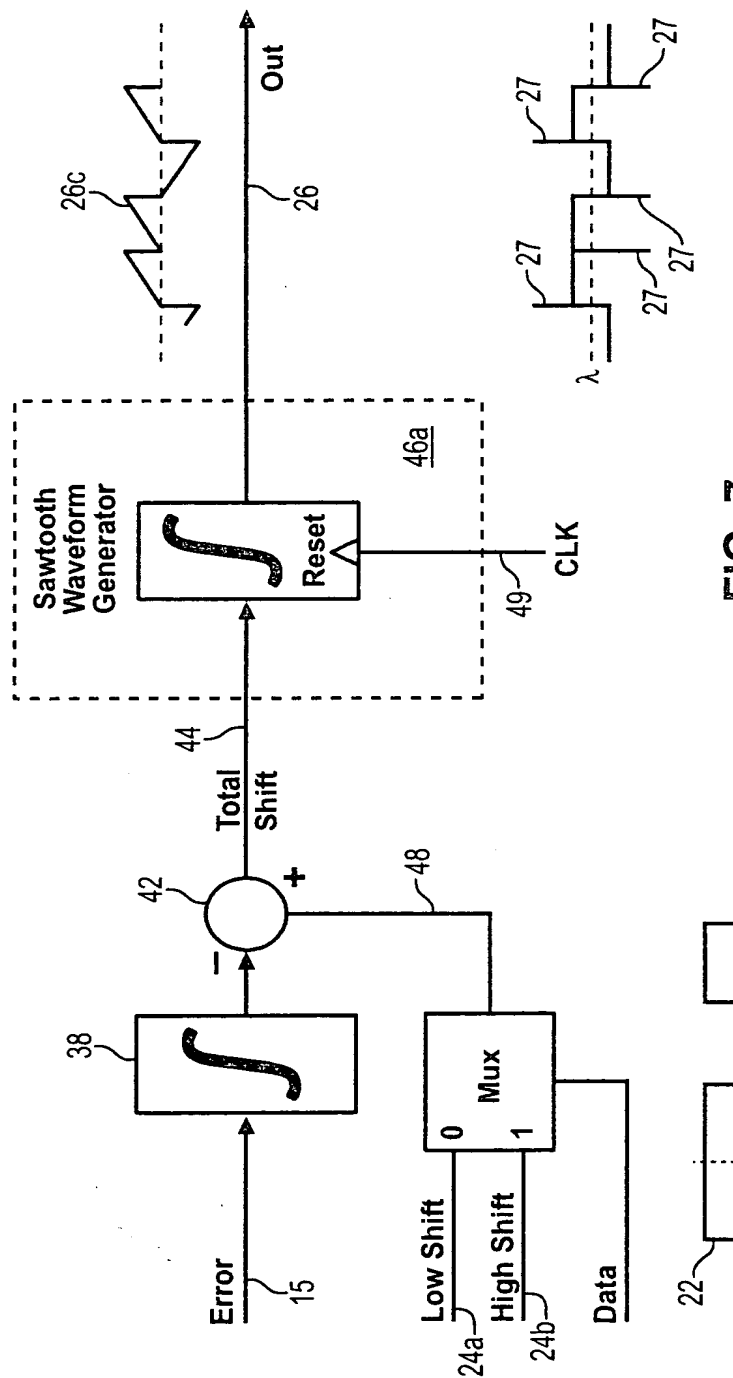 Error
15
38
Low Shift
24a
High Shift
24b
Data
0
1
Mux
22
−
42
+
48
Total
Shift
44
Sawtooth
Waveform
Generator
Reset
46a
49
CLK
26c
26
Out
λ
27
27
27
27
27